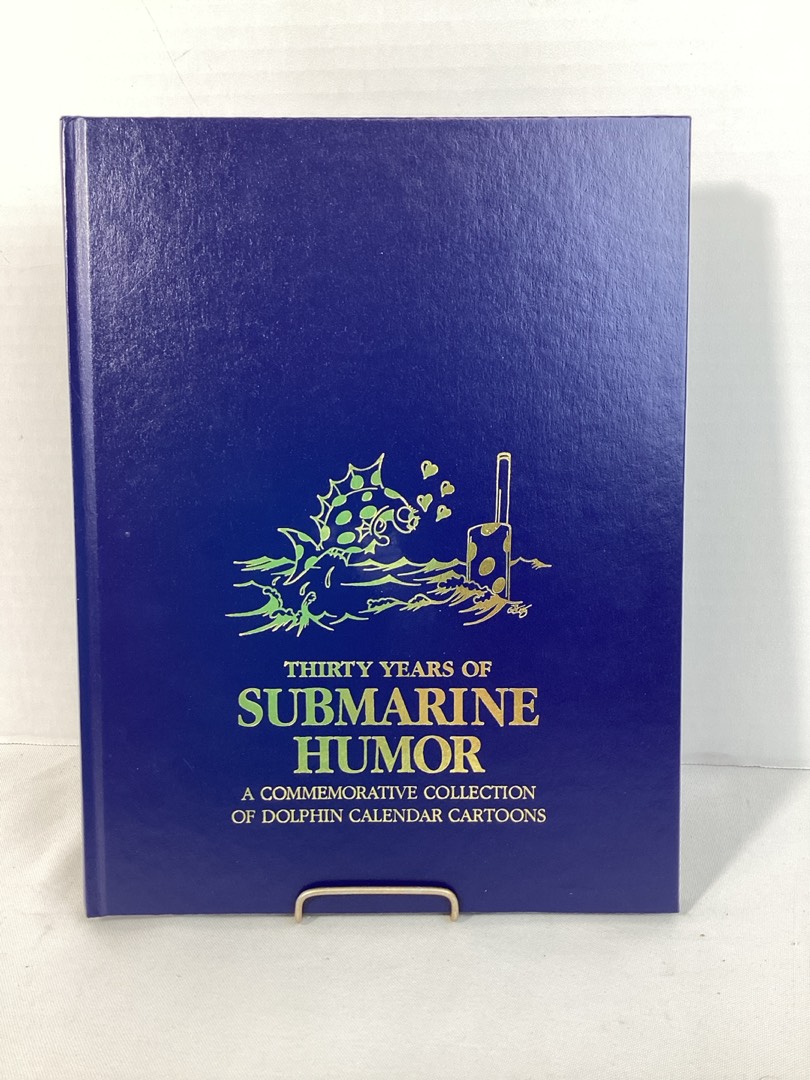 THIRTY YEARS OF
SUBMARINE
HUMOR
A COMMEMORATIVE COLLECTION
OF DOLPHIN CALENDAR CARTOONS